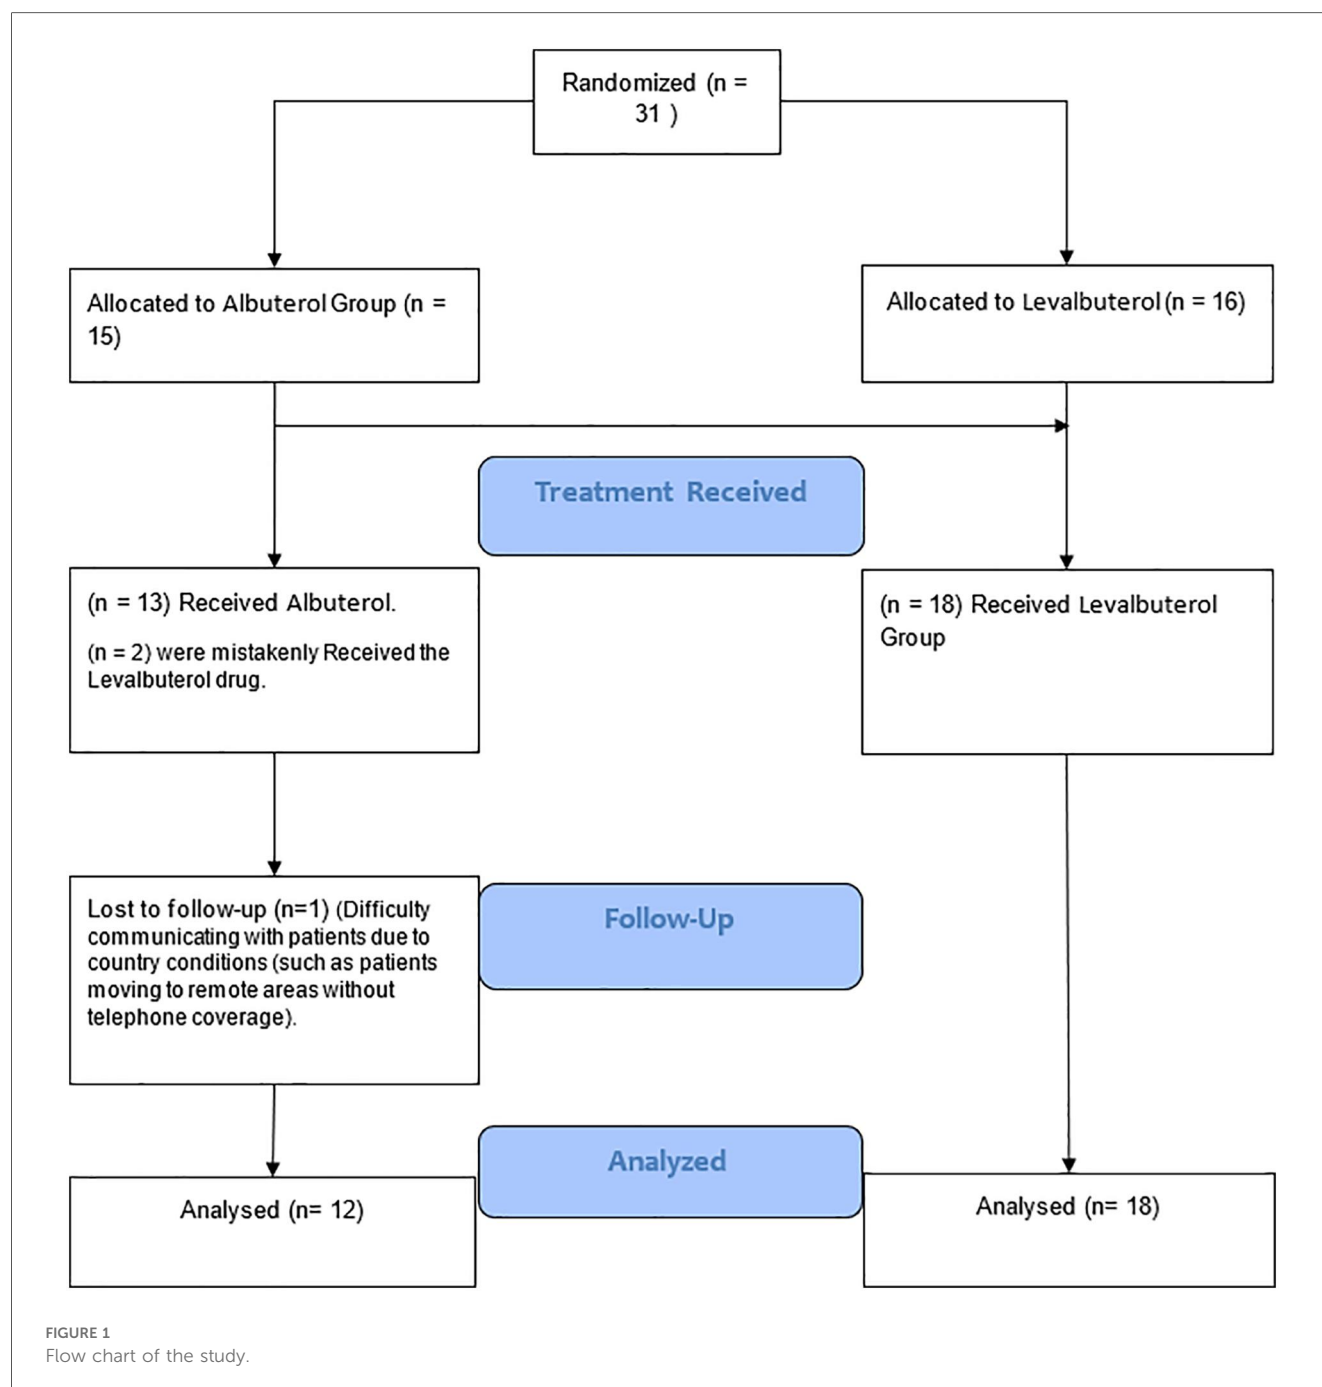 Randomized (n =
31 )
Allocated to Albuterol Group (n =
15)
Allocated to Levalbuterol (n = 16)
Treatment Received
(n = 13) Received Albuterol.
(n = 2) were mistakenly Received the
Levalbuterol drug.
(n = 18) Received Levalbuterol
Group
Lost to follow-up (n=1) (Difficulty
communicating with patients due to
country conditions (such as patients
moving to remote areas without
telephone coverage).
Follow-Up
Analyzed
Analysed (n= 12)
Analysed (n= 18)
FIGURE 1
Flow chart of the study.